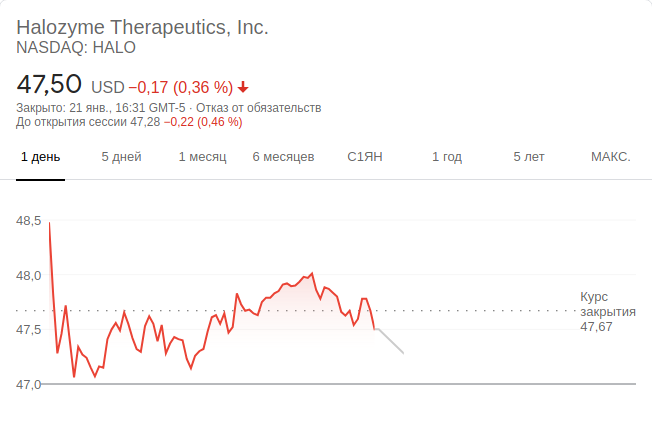 Halozyme Therapeutics, Inc.
NASDAQ: HALO
47,50 USD −0,17 (0,36 %)
Закрыто: 21 янв., 16:31 GMT-5 · Отказ от обязательств
До открытия сессии 47,28 −0,22 (0,46 %)
1 день 5 дней 1 месяц 6 месяцев С1ЯН 1 год 5 лет МАКС.
48,5
48,0
Курс
закрытия
47.67
47,5
47,0